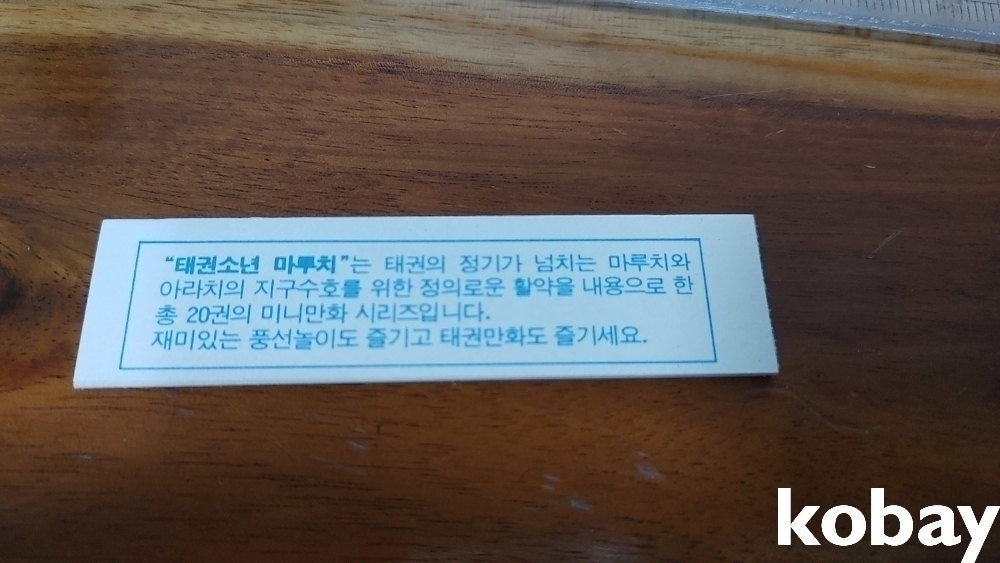 "태권소년 마루치"는 태권의 정기가 넘치는 마루치와
아라치의 지구수호를 위한 정의로운 활약을 내용으로 한
총 20권의 미니만화 시리즈입니다.
재미있는 풍선놀이도 즐기고 태권만화도 즐기세요.
kobay